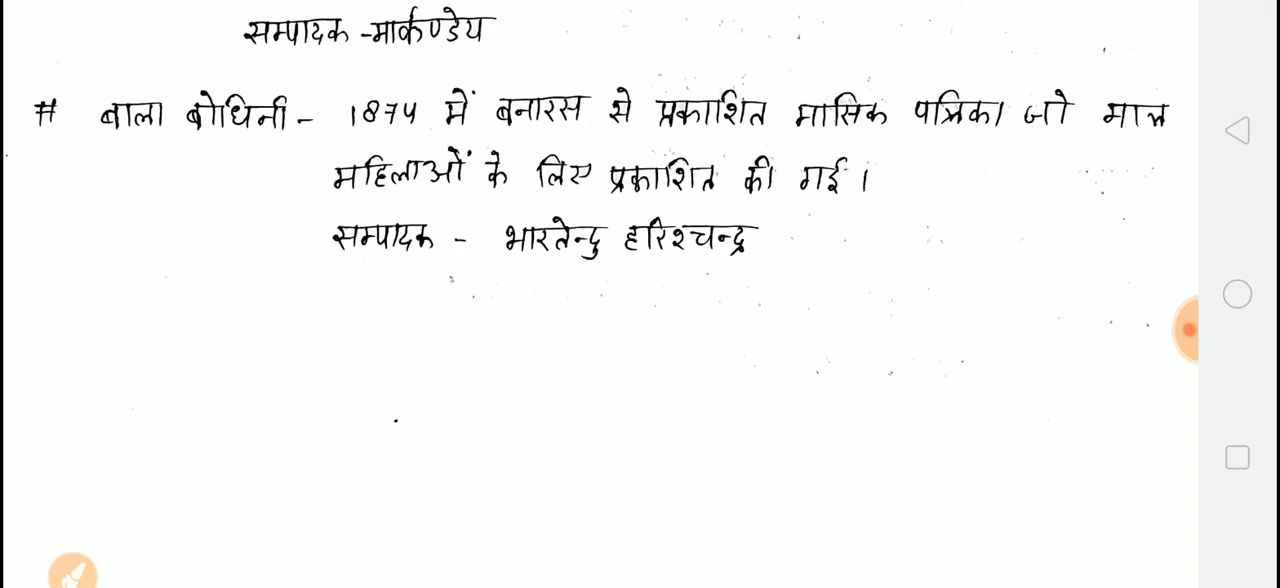 सम्पादक -मार्कण्डेय
# बाला बोधिनी - 1874 में बनारस से प्रकाशित मासिक पत्रिका जो मात्र
महिलाओं के लिए प्रकाशित की गई ।
सम्पादक - भारतेन्दु हरिश्चन्द्र